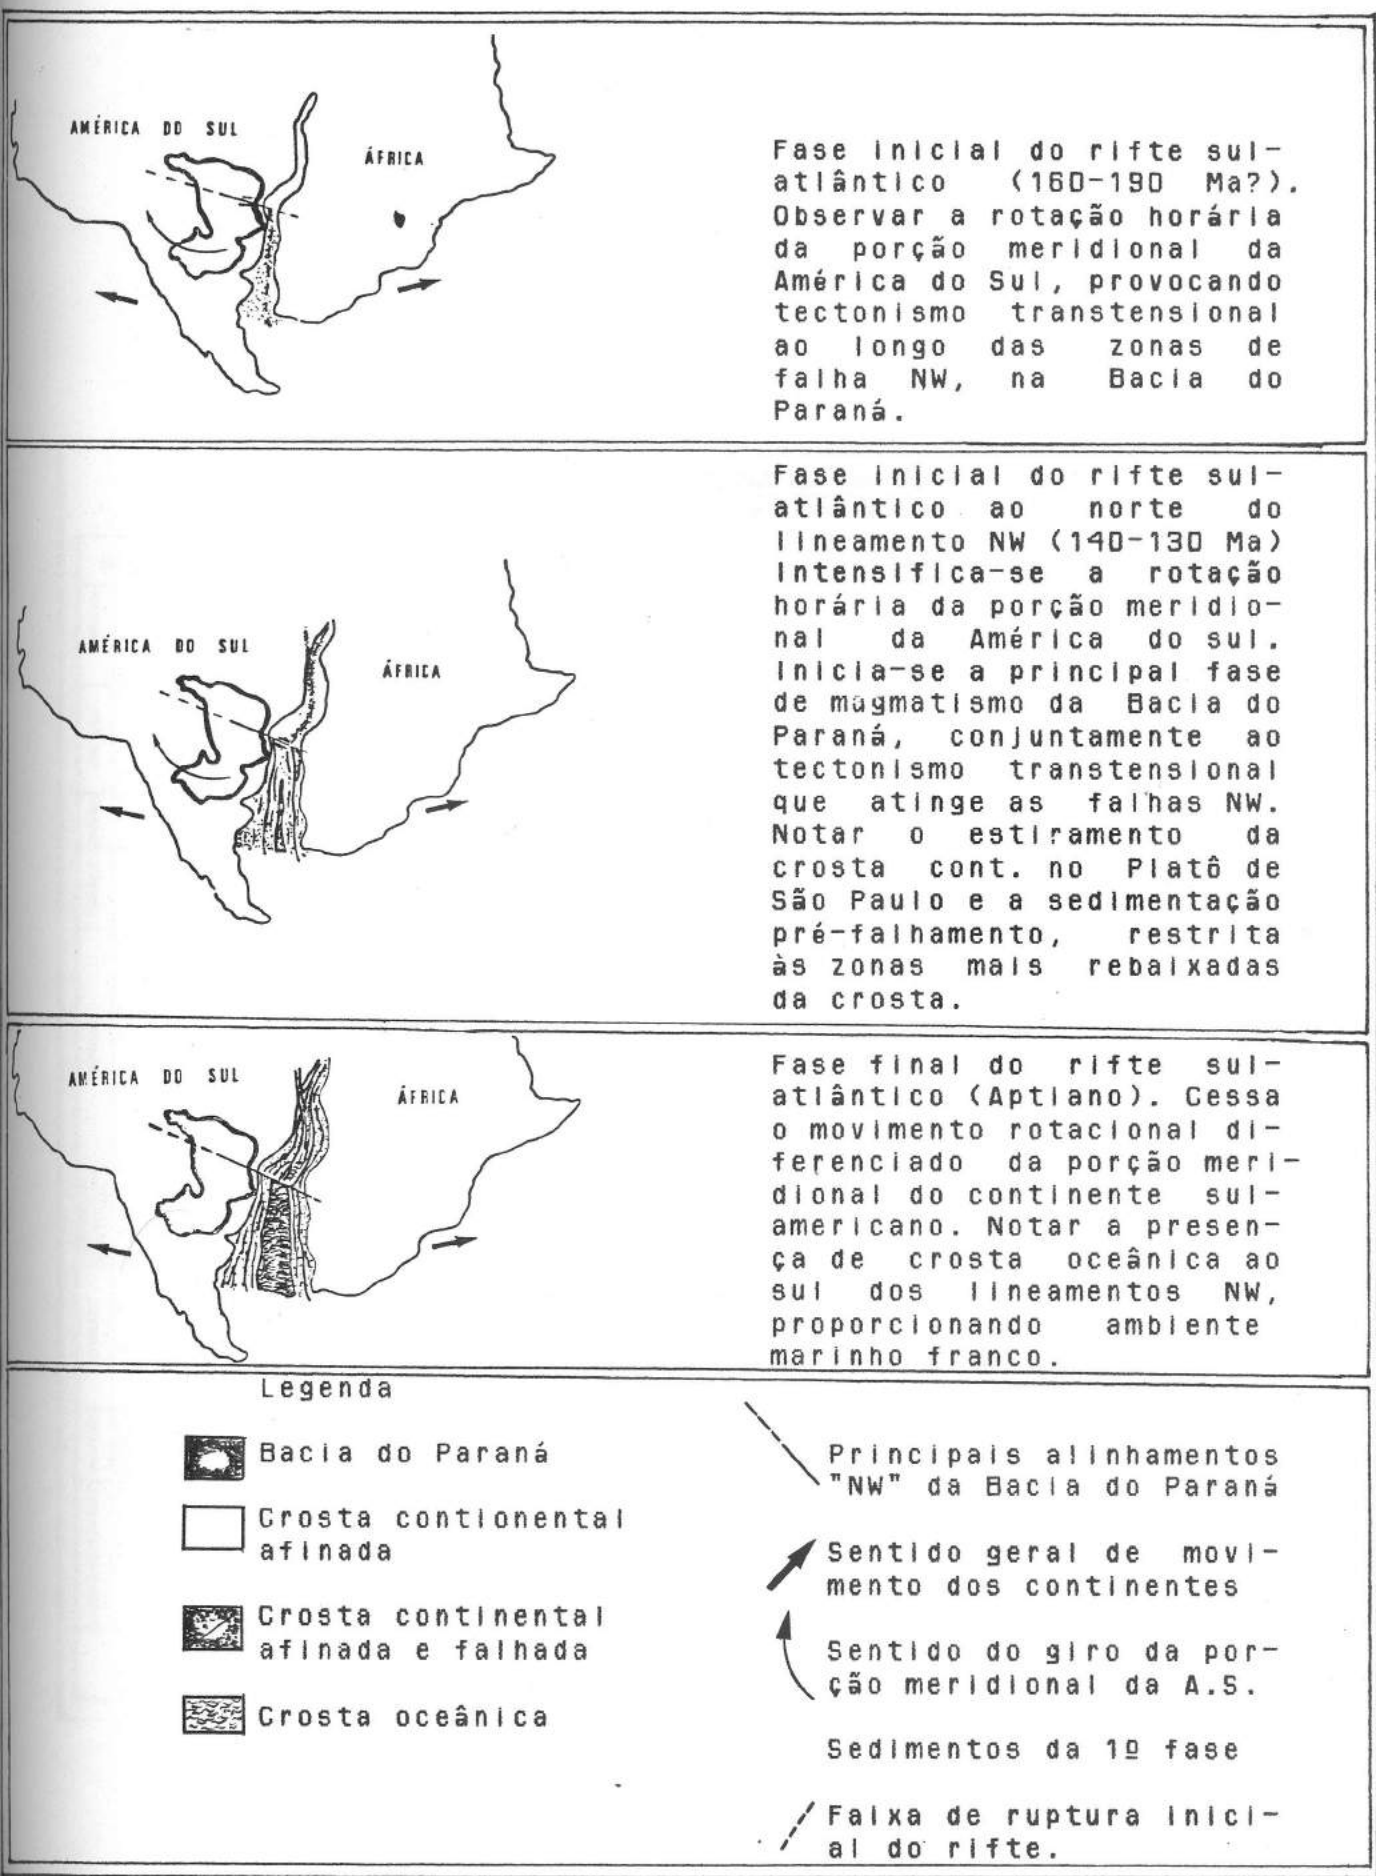 AMÉRICA DO SUL
ÁFRICA
Fase inicial do rifte sul-
atlântico (160-190 Ma?).
Observar a rotação horária
da porção meridional da
América do Sul, provocando
tectonismo transtensional
ao longo das zonas de
falha NW, na Bacia do
Paraná.
AMÉRICA DO SUL
ÁFRICA
Fase inicial do rifte sul-
atlântico ao norte do
lineamento NW (140-130 Ma)
Intensifica-se a rotação
horária da porção meridio-
nal da América do sul.
Inicia-se a principal fase
de magmatismo da Bacia do
Paraná, conjuntamente ao
tectonismo transtensional
que atinge as falhas NW.
Notar o estiramento da
crosta cont. no Platô de
São Paulo e a sedimentação
pré-falhamento, restrita
às zonas mais rebaixadas
da crosta.
AMÉRICA DO SUL
ÁFRICA
Fase final do rifte sul-
atlântico (Aptiano). Cessa
o movimento rotacional di-
ferenciado da porção meri-
dional do continente sul-
americano. Notar a presen-
ça de crosta oceânica ao
sul dos lineamentos NW,
proporcionando ambiente
marinho franco.
Legenda
Bacia do Paraná
Crosta contionental
afinada
Crosta continental
afinada e falhada
Crosta oceânica
Principais alinhamentos
"NW" da Bacia do Paraná
Sentido geral de movi-
mento dos continentes
Sentido do giro da por-
ção meridional da A.S.
Sedimentos da 1º fase
Faixa de ruptura inici-
al do rifte.